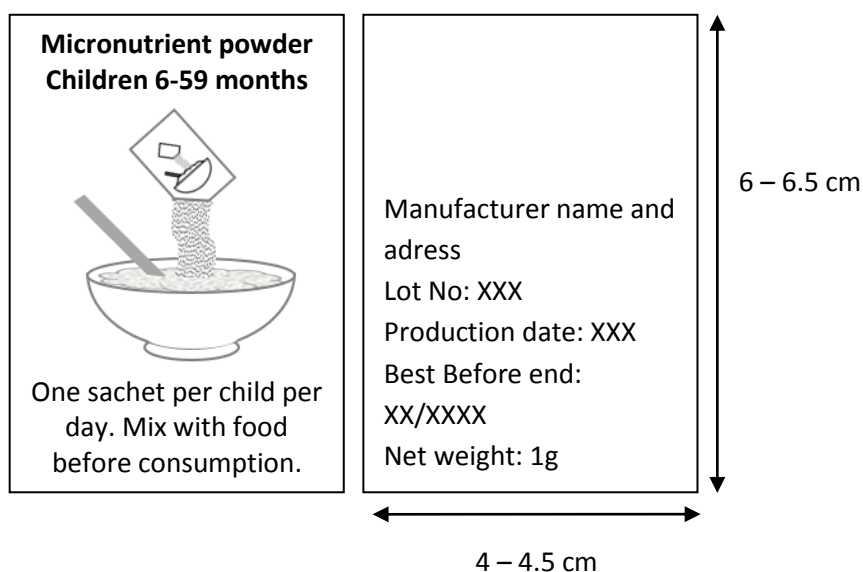 Micronutrient powder
Children 6-59 months
One sachet per child per
day. Mix with food
before consumption.
Manufacturer name and
adress
Lot No: XXX
Production date: XXX
Best Before end:
XX/XXXX
Net weight: 1g
6 – 6.5 cm
4 – 4.5 cm